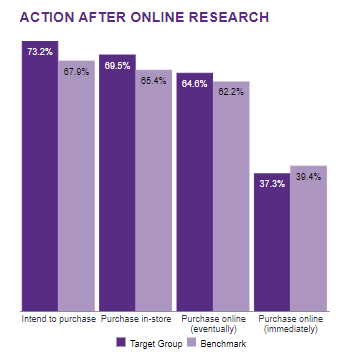 ACTION AFTER ONLINE RESEARCH
73.2%
67.9%
69.5%
65.4%
64.6%
62.2%
37.3%
39.4%
Intend to purchase
Purchase in-store
Purchase online
(eventually)
Purchase online
(immediately)
Target Group
Benchmark